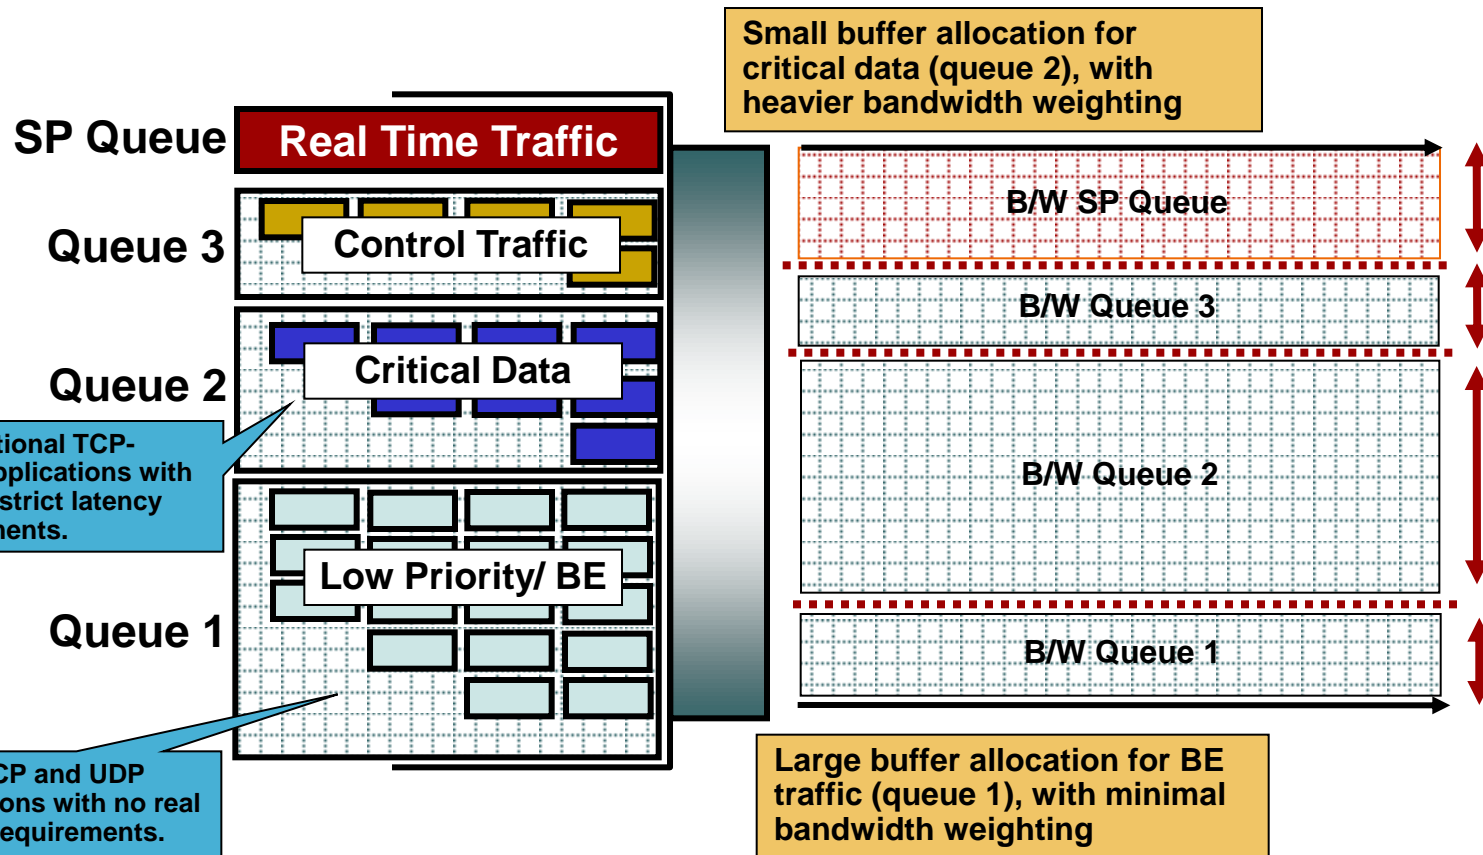 Small buffer allocation for
critical data (queue 2), with
heavier bandwidth weighting
SP Queue
Real Time Traffic
B/W SP Queue
Queue 3
Control Traffic
B/W Queue 3
Queue 2
Critical Data
tional TCP-
pplications with
strict latency
ments.
B/W Queue 2
Low Priority/ BE
Queue 1
B/W Queue 1
CP and UDP
ons with no real
equirements.
Large buffer allocation for BE
traffic (queue 1), with minimal
bandwidth weighting